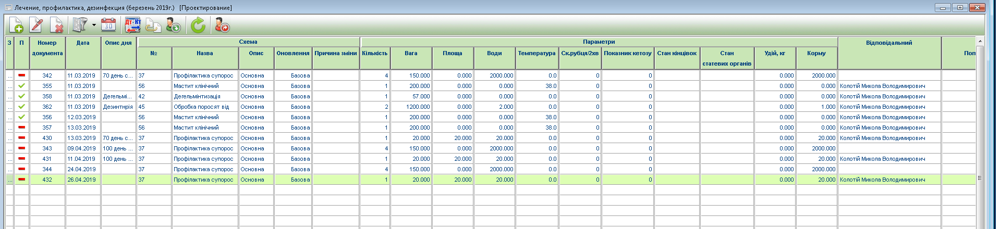 Лечение, профилактика, дезинфекция (березень 2019г.) [Проектирование]
30 Дт Кт
З П Номер документа Дата Опис дня Схема Параметри Відповідальний
№ Назва Опис Оновлення Причина зміни Кількість Вага Площа Води Температура Ск.рубця/2хв Показник кетозу Стан кінцівок Стан статевих органів Удій, кг Корму Поп
... 342 11.03.2019 70 день с... 37 Профілактика супорос Основна Базова 4 150.000 0.000 2000.000 0.0 0 0 0.000 2000.000
... 355 11.03.2019 56 Мастит клінічний Основна Базова 1 200.000 0.000 0.000 38.0 0 0 0.000 0.000 Колотій Микола Володимирович
... 358 11.03.2019 Дегельмі... 42 Дегельмінтизація Основна Базова 1 57.000 0.000 0.000 0.0 0 0 0.000 0.000 Колотій Микола Володимирович
... 362 11.03.2019 Дезинтнрія 45 Обробка поросят від Основна Базова 2 1200.000 0.000 2.000 0.0 0 0 0.000 1.000 Колотій Микола Володимирович
... 356 12.03.2019 56 Мастит клінічний Основна Базова 1 200.000 0.000 0.000 38.0 0 0 0.000 0.000 Колотій Микола Володимирович
... 357 13.03.2019 56 Мастит клінічний Основна Базова 1 200.000 0.000 0.000 38.0 0 0 0.000 0.000 Колотій Микола Володимирович
... 430 13.03.2019 70 день с... 37 Профілактика супорос Основна Базова 1 20.000 20.000 20.000 0.0 0 0 0.000 20.000 Колотій Микола Володимирович
... 343 09.04.2019 100 день ... 37 Профілактика супорос Основна Базова 4 150.000 0.000 2000.000 0.0 0 0 0.000 2000.000
... 431 11.04.2019 100 день ... 37 Профілактика супорос Основна Базова 1 20.000 20.000 20.000 0.0 0 0 0.000 20.000 Колотій Микола Володимирович
... 344 24.04.2019 37 Профілактика супорос Основна Базова 4 150.000 0.000 2000.000 0.0 0 0 0.000 2000.000
... 432 26.04.2019 37 Профілактика супорос Основна Базова 1 20.000 20.000 20.000 0.0 0 0 0.000 20.000 Колотій Микола Володимирович